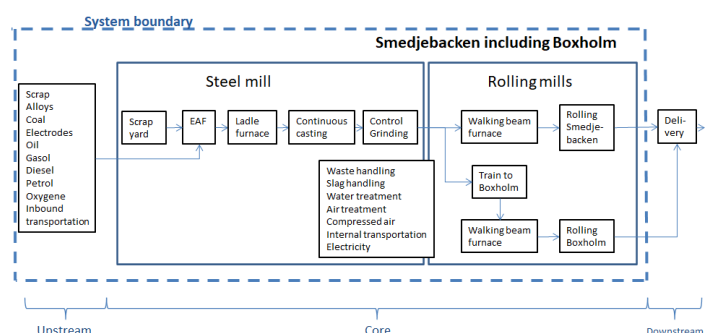 System boundary
Smedjebacken including Boxholm
Steel mill
Rolling mills
Scrap
Alloys
Coal
Electrodes
Oil
Gasol
Diesel
Petrol
Oxygene
Inbound
transportation
Scrap
yard
EAF
Ladle
furnace
Continuous
casting
Control
Grinding
Walking beam
furnace
Rolling
Smedje-
backen
Deli-
very
Train to
Boxholm
Waste handling
Slag handling
Water treatment
Air treatment
Compressed air
Internal transportation
Electricity
Walking beam
furnace
Rolling
Boxholm
Upstream
Core
Downstream